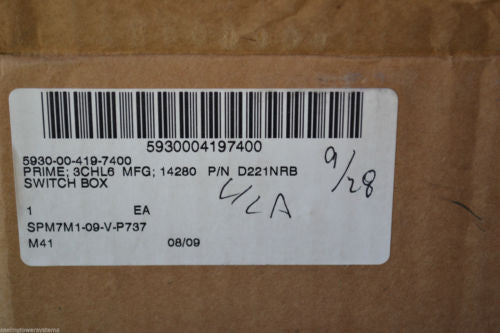 5930004197400
5930-00-419-7400
PRIME; 3CHL6 MFG; 14280 P/N D221NRB
SWITCH BOX
9/28
1 EA
SPM7M1-09-V-P737
M41 08/09
coolingtowersystems